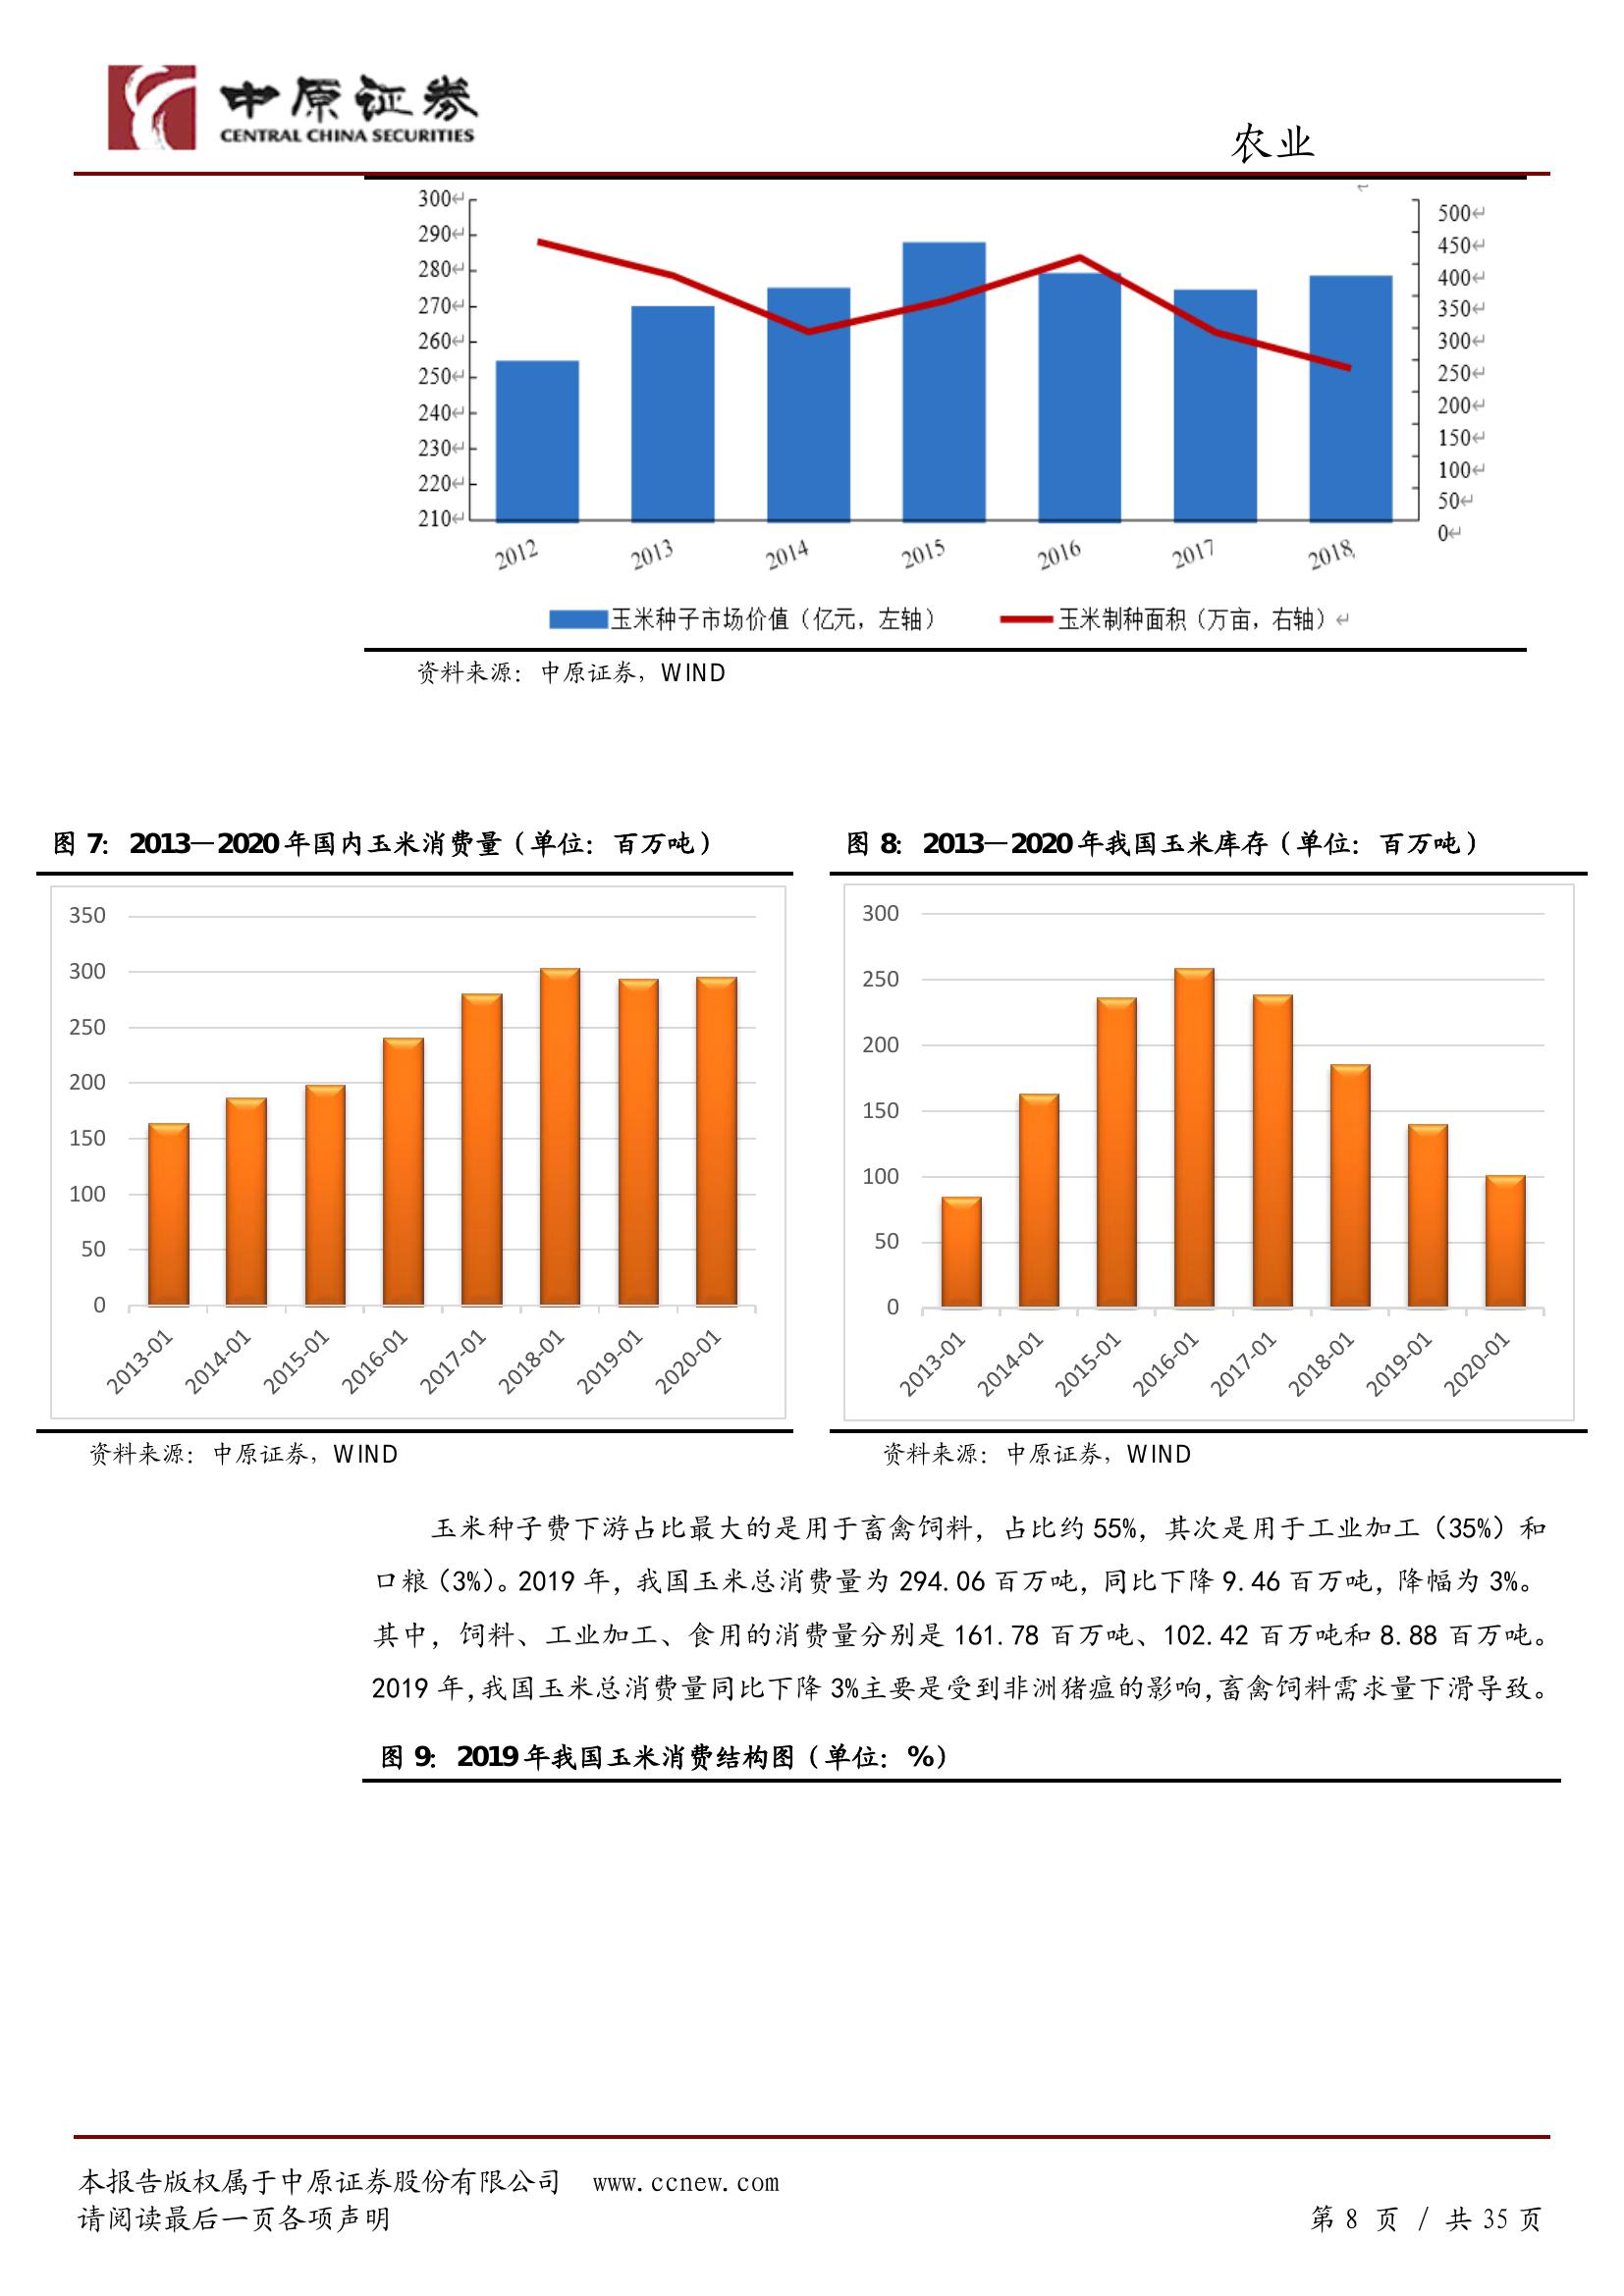 中原证券
CENTRAL CHINA SECURITIES
农业
300
290
280
270
260
250
240
230
220
210
500
450
400
350
300
250
200
150
100
50
0
2012 2013 2014 2015 2016 2017 2018
玉米种子市场价值（亿元，左轴） 玉米制种面积（万亩，右轴）
资料来源：中原证券，WIND
图 7： 2013—2020 年国内玉米消费量（单位：百万吨）
350
300
250
200
150
100
50
0
2013-01 2014-01 2015-01 2016-01 2017-01 2018-01 2019-01 2020-01
资料来源：中原证券，WIND
图 8： 2013—2020 年我国玉米库存（单位：百万吨）
300
250
200
150
100
50
0
2013-01 2014-01 2015-01 2016-01 2017-01 2018-01 2019-01 2020-01
资料来源：中原证券，WIND
玉米种子费下游占比最大的是用于畜禽饲料，占比约 55%，其次是用于工业加工（35%）和
口粮（3%）。2019 年，我国玉米总消费量为 294.06 百万吨，同比下降 9.46 百万吨，降幅为 3%。
其中，饲料、工业加工、食用的消费量分别是 161.78 百万吨、102.42 百万吨和 8.88 百万吨。
2019 年，我国玉米总消费量同比下降 3%主要是受到非洲猪瘟的影响，畜禽饲料需求量下滑导致。
图 9： 2019 年我国玉米消费结构图（单位：%）
本报告版权属于中原证券股份有限公司 www.ccnew.com
请阅读最后一页各项声明
第 8 页 / 共 35 页